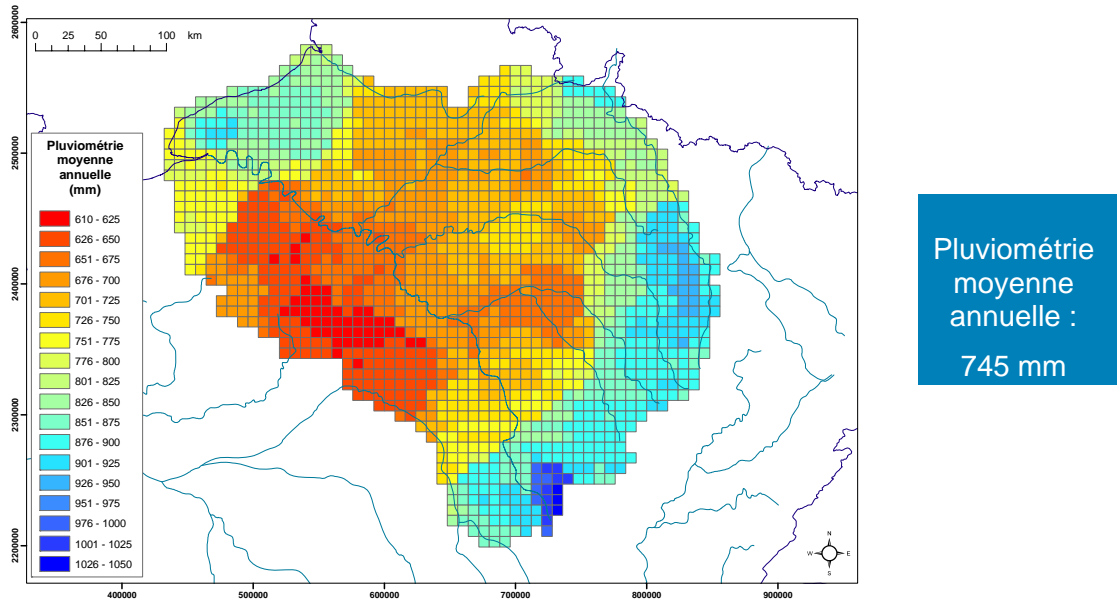 0 25 50 100 km
2600000
2500000
2400000
2300000
2200000
Pluviométrie
moyenne
annuelle
(mm)
610 - 625
626 - 650
651 - 675
676 - 700
701 - 725
726 - 750
751 - 775
776 - 800
801 - 825
826 - 850
851 - 875
876 - 900
901 - 925
926 - 950
951 - 975
976 - 1000
1001 - 1025
1026 - 1050
N
W E
S
400000 500000 600000 700000 800000 900000
Pluviométrie
moyenne
annuelle :
745 mm